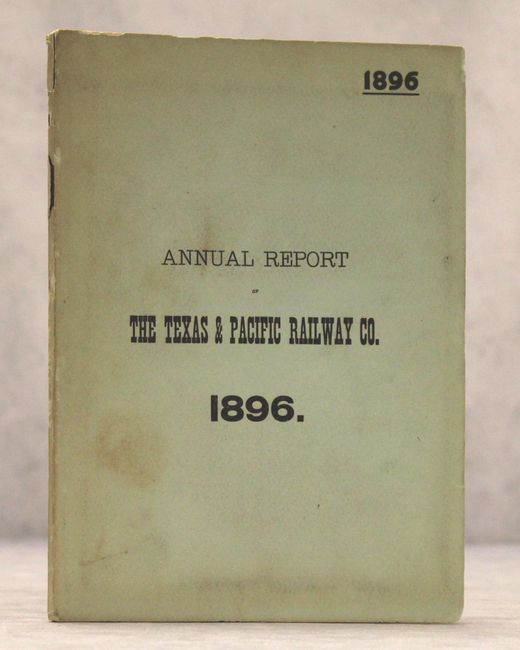 1896
ANNUAL REPORT
OF
THE TEXAS & PACIFIC RAILWAY CO.
1896.